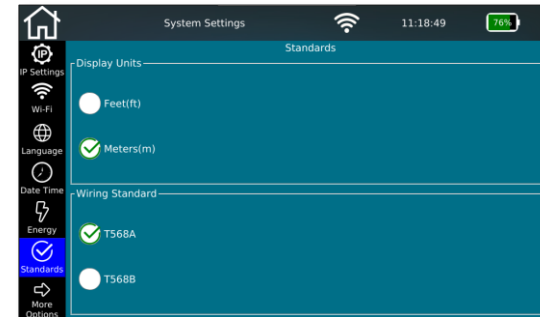 System Settings
11:18:49
76%
IP
IP Settings
Wi-Fi
Language
Date Time
Energy
Standards
More
Options
Standards
Display Units
Feet(ft)
Meters(m)
Wiring Standard
T568A
T568B